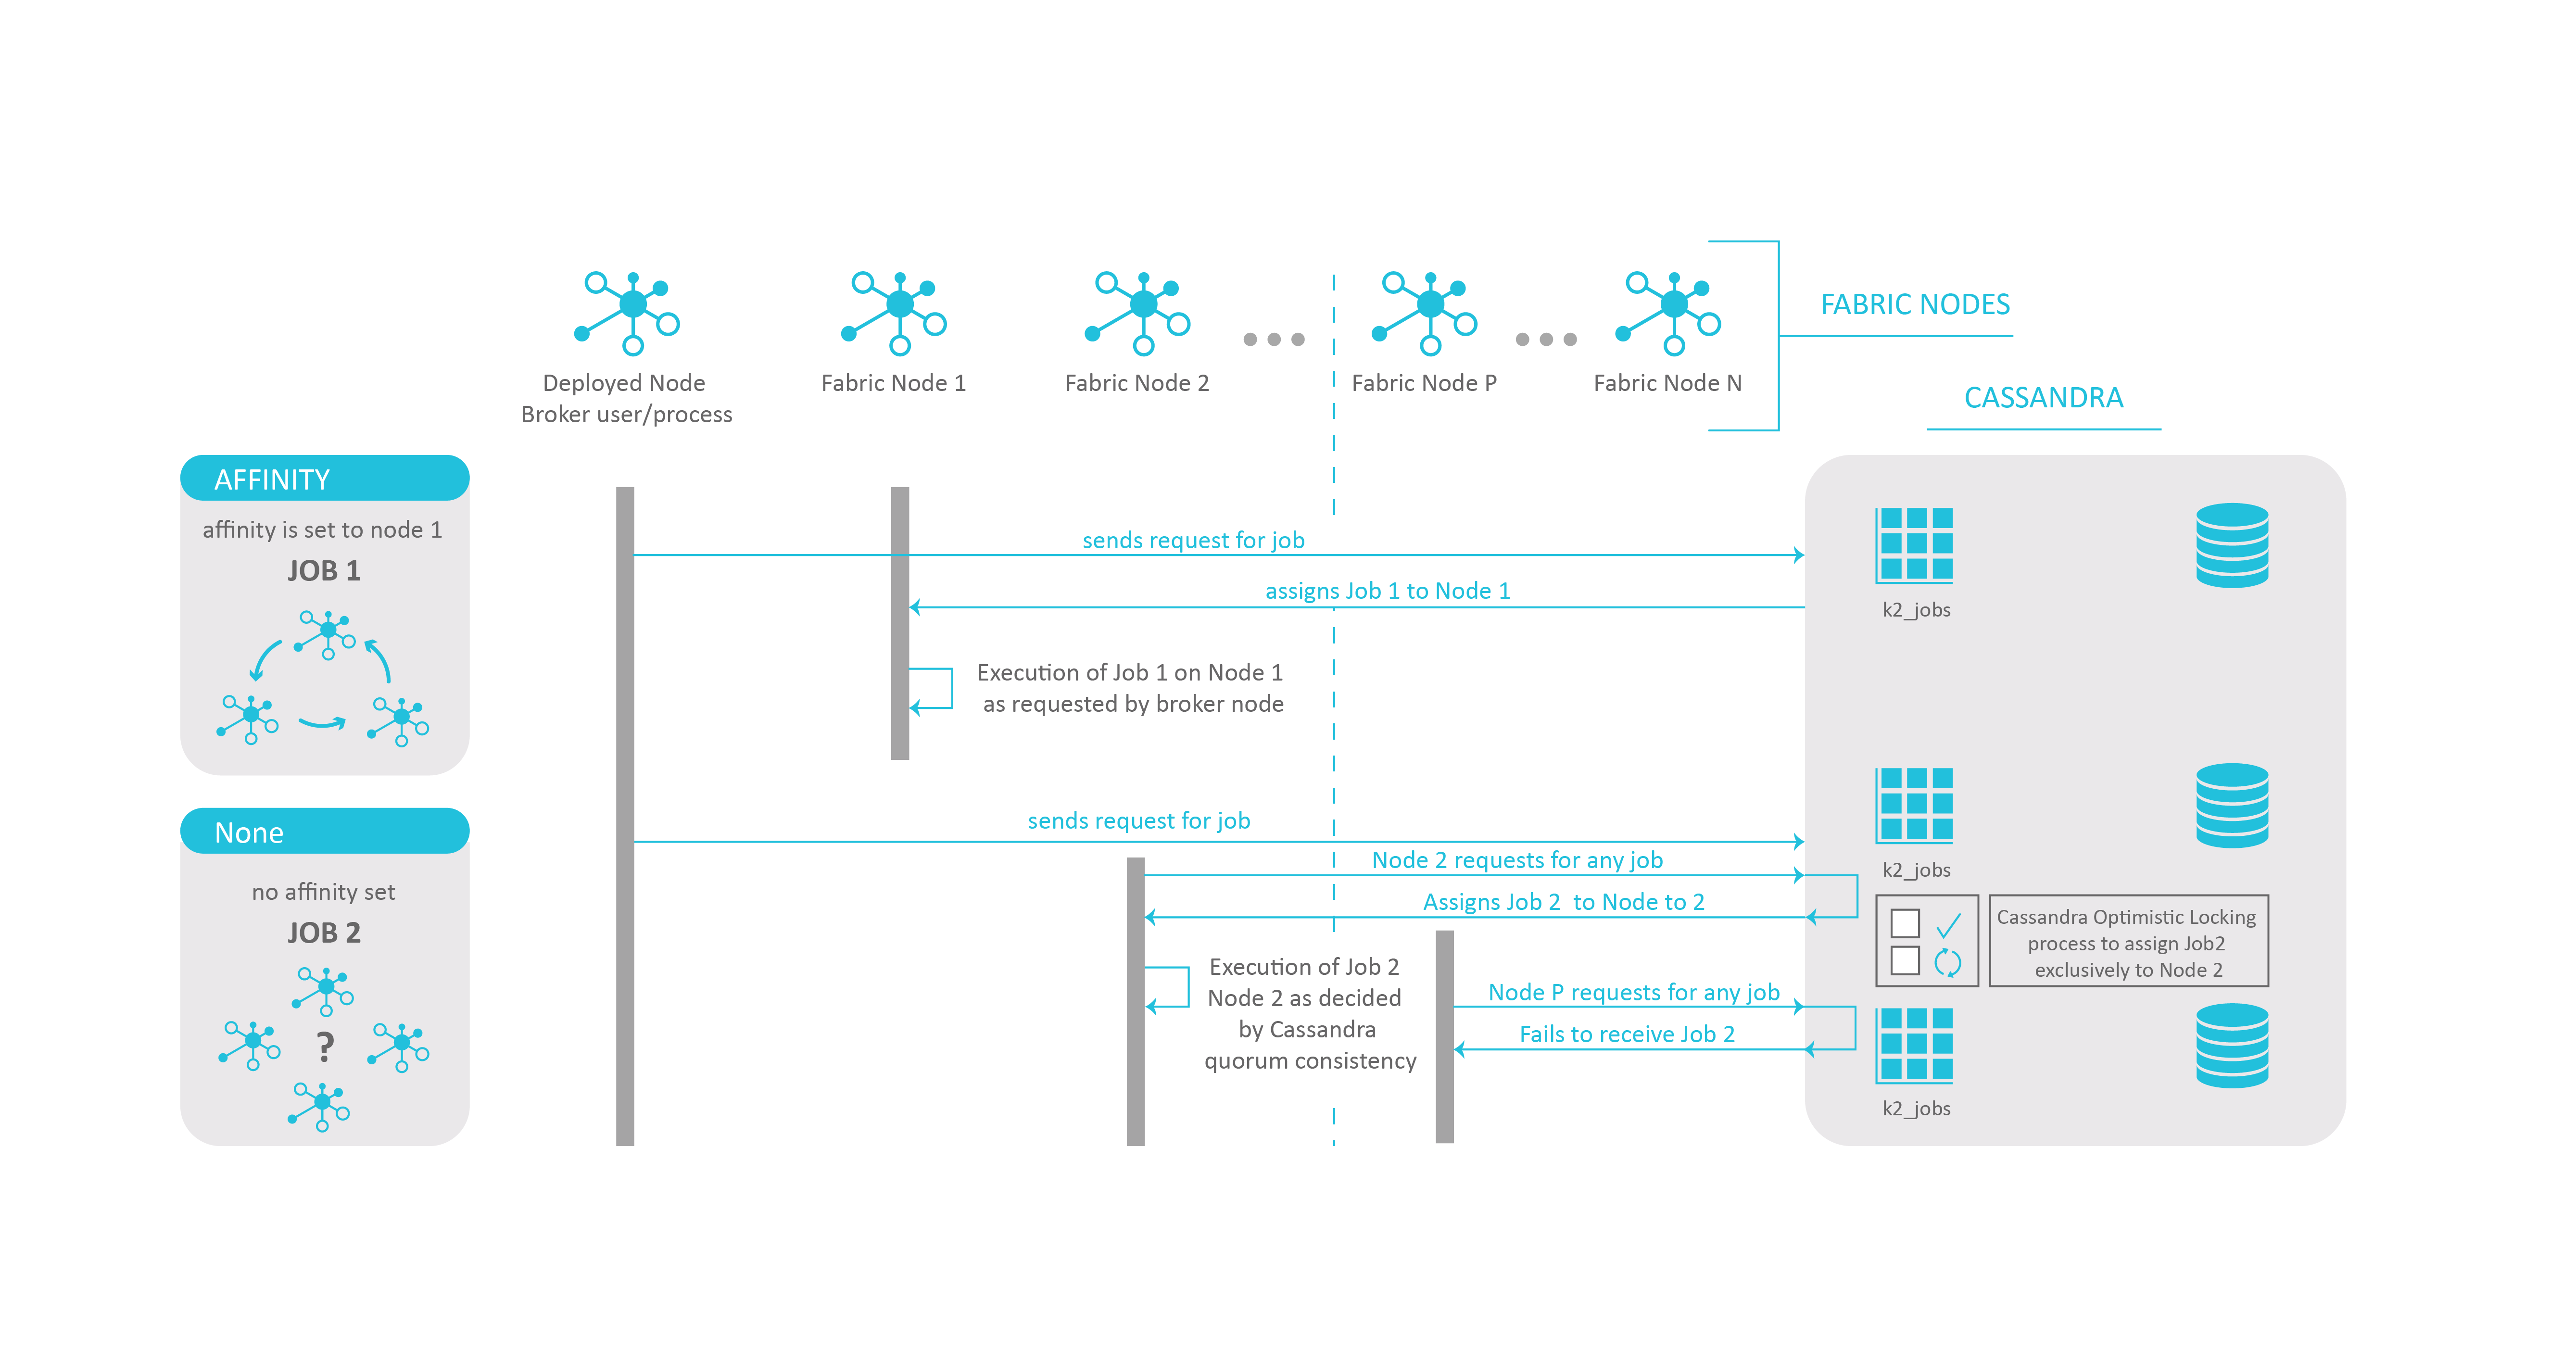 FABRIC NODES
Deployed Node
Broker user/process
Fabric Node 1
Fabric Node 2
Fabric Node P
Fabric Node N
CASSANDRA
AFFINITY
affinity is set to node 1
JOB 1
sends request for job
assigns Job 1 to Node 1
k2_jobs
Execution of Job 1 on Node 1
as requested by broker node
None
no affinity set
JOB 2
?
sends request for job
Node 2 requests for any job
k2_jobs
Assigns Job 2 to Node to 2
Cassandra Optimistic Locking
process to assign Job2
exclusively to Node 2
Execution of Job 2
Node 2 as decided
by Cassandra
quorum consistency
Node P requests for any job
Fails to receive Job 2
k2_jobs